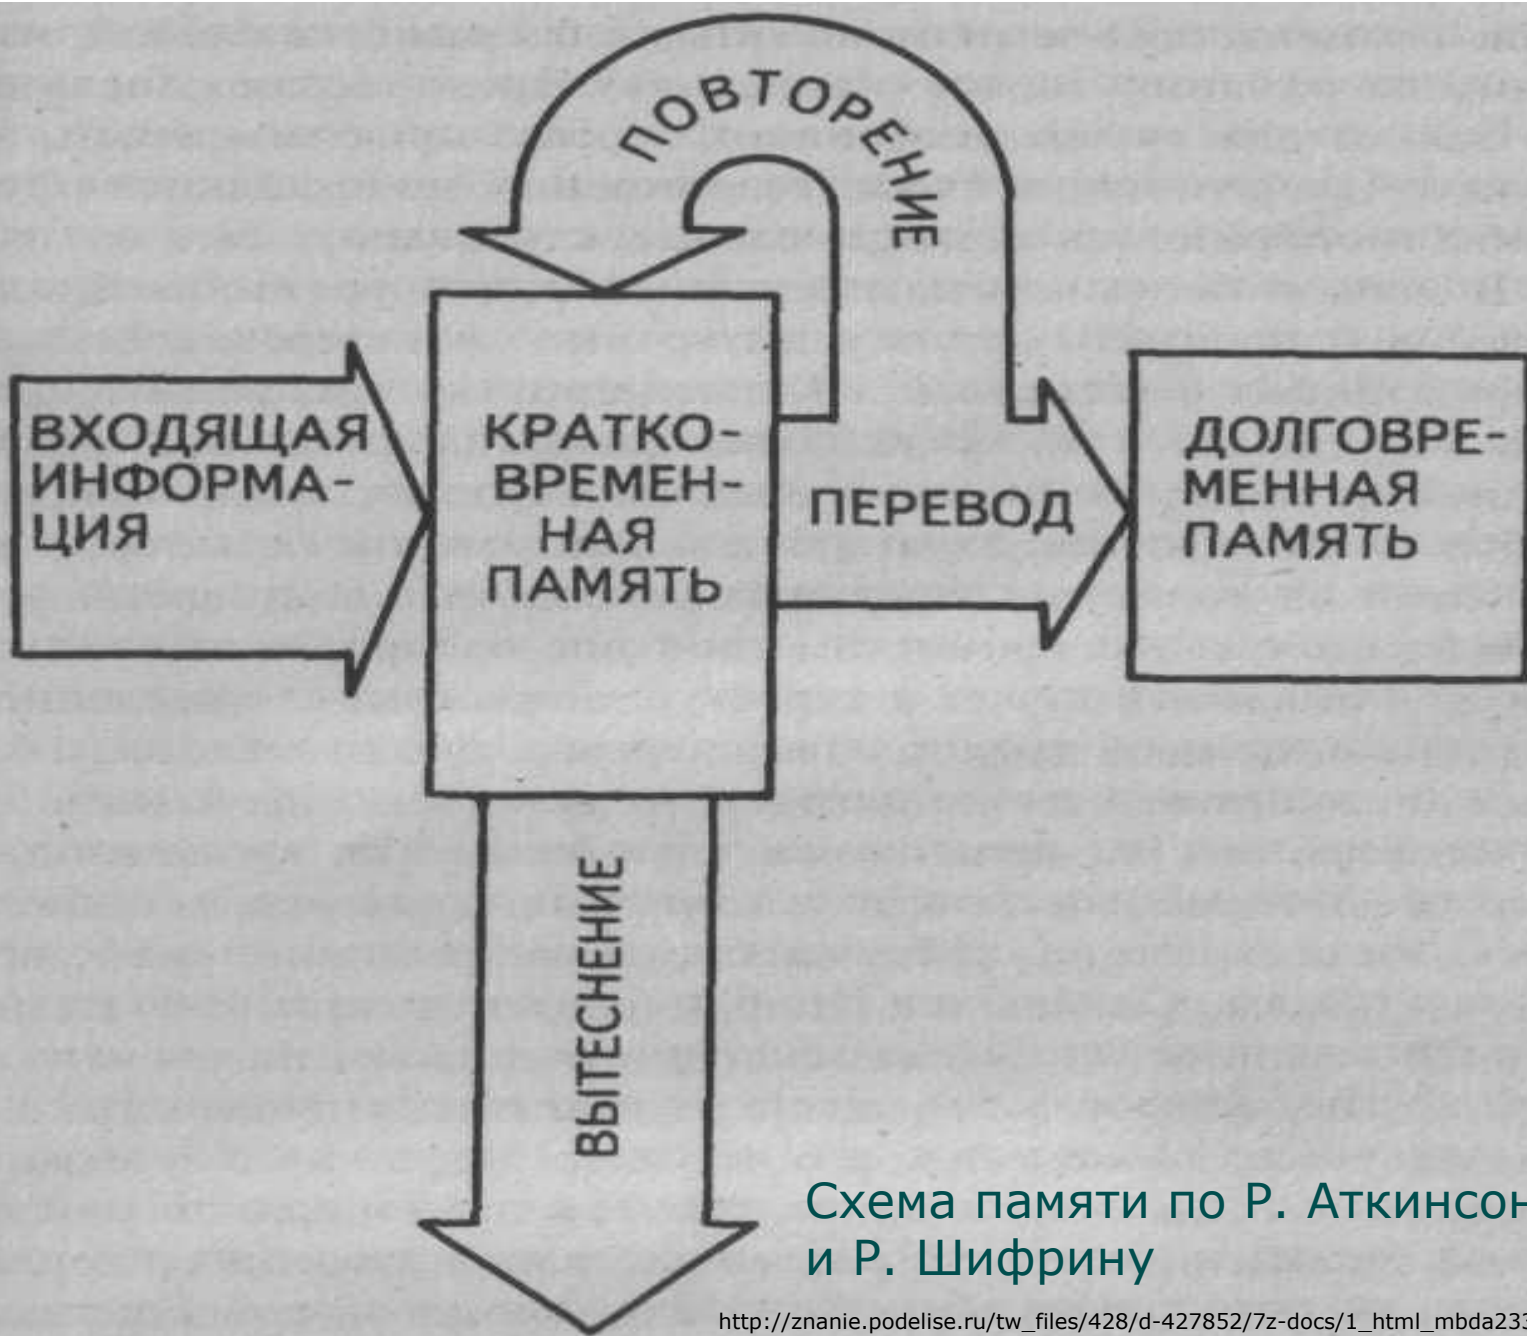 ПОВТОРЕНИЕ
ВХОДЯЩАЯ
ИНФОРМА-
ЦИЯ
КРАТКО-
ВРЕМЕН-
НАЯ
ПАМЯТЬ
ПЕРЕВОД
ДОЛГОВРЕ-
МЕННАЯ
ПАМЯТЬ
ВЫТЕСНЕНИЕ
Схема памяти по Р. Аткинсон
и Р. Шифрину
http://znanie.podelise.ru/tw_files/428/d-427852/7z-docs/1_html_mbda233